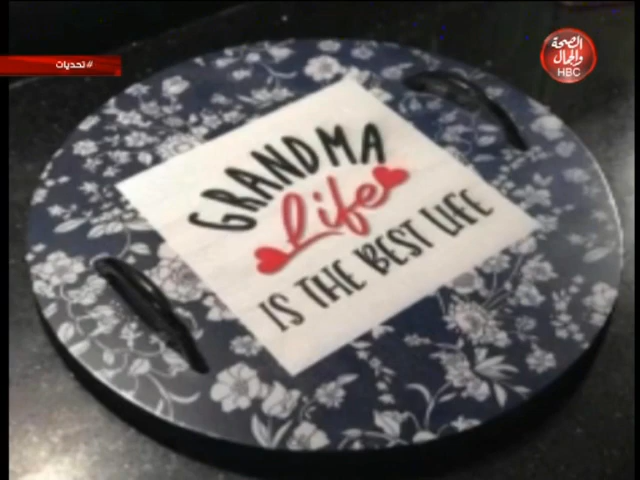 #تحديات
الصحة
والجمال
HBC
GRANDMA
Life
IS THE BEST LIFE